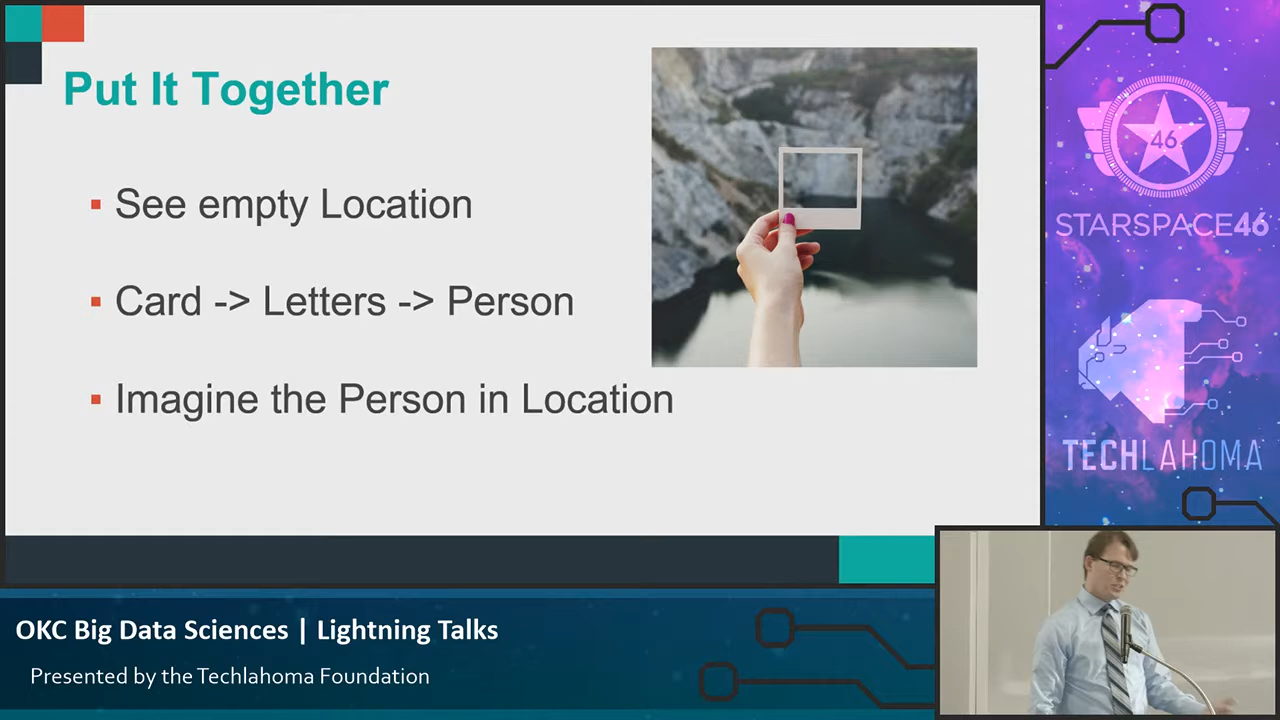 Put It Together
▪ See empty Location
▪ Card -> Letters -> Person
▪ Imagine the Person in Location
46
STARSPACE46
TECHLAHOMA
OKC Big Data Sciences | Lightning Talks
Presented by the Techlahoma Foundation